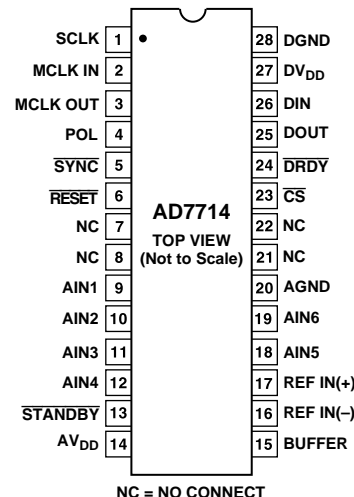 SCLK 1 28 DGND
MCLK IN 2 27 DVDD
MCLK OUT 3 26 DIN
POL 4 25 DOUT
SYNC 5 24 DRDY
RESET 6 23 CS
NC 7 22 NC
NC 8 21 NC
AIN1 9 20 AGND
AIN2 10 19 AIN6
AIN3 11 18 AIN5
AIN4 12 17 REF IN(+)
STANDBY 13 16 REF IN(–)
AVDD 14 15 BUFFER
AD7714
TOP VIEW
(Not to Scale)
NC = NO CONNECT